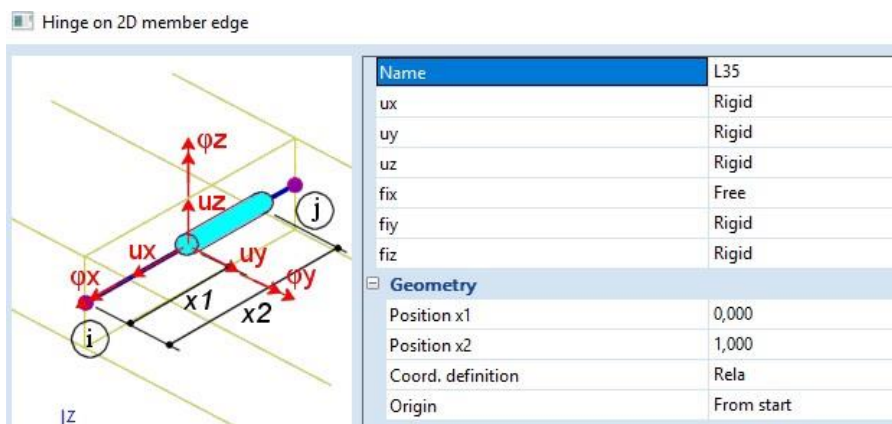 Hinge on 2D member edge
φz
uz
j
ux
uy
φx
φy
x1
x2
i
z
Name L35
ux Rigid
uy Rigid
uz Rigid
fix Free
fiy Rigid
fiz Rigid
Geometry
Position x1 0,000
Position x2 1,000
Coord. definition Rela
Origin From start